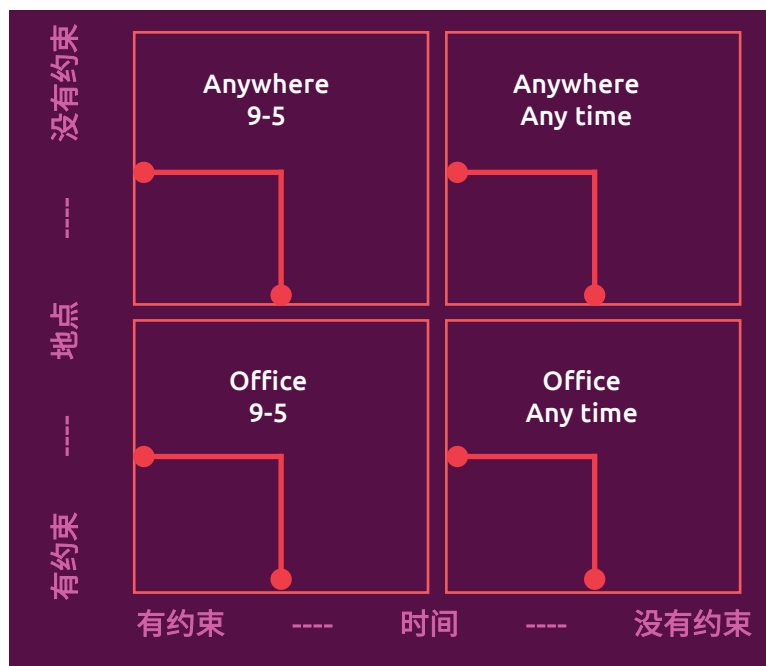 没有约束
----
地点
----
有约束
Anywhere
9-5
Anywhere
Any time
Office
9-5
Office
Any time
有约束 ---- 时间 ---- 没有约束